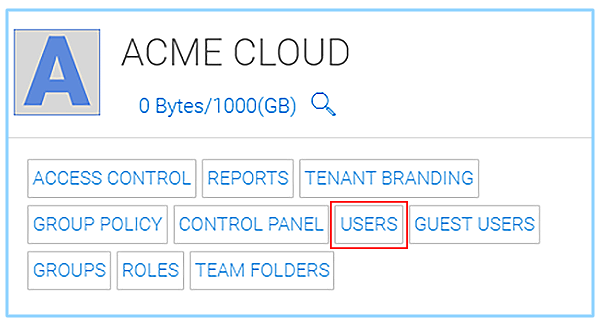 A
ACME CLOUD
0 Bytes/1000(GB)
ACCESS CONTROL REPORTS TENANT BRANDING
GROUP POLICY CONTROL PANEL USERS GUEST USERS
GROUPS ROLES TEAM FOLDERS